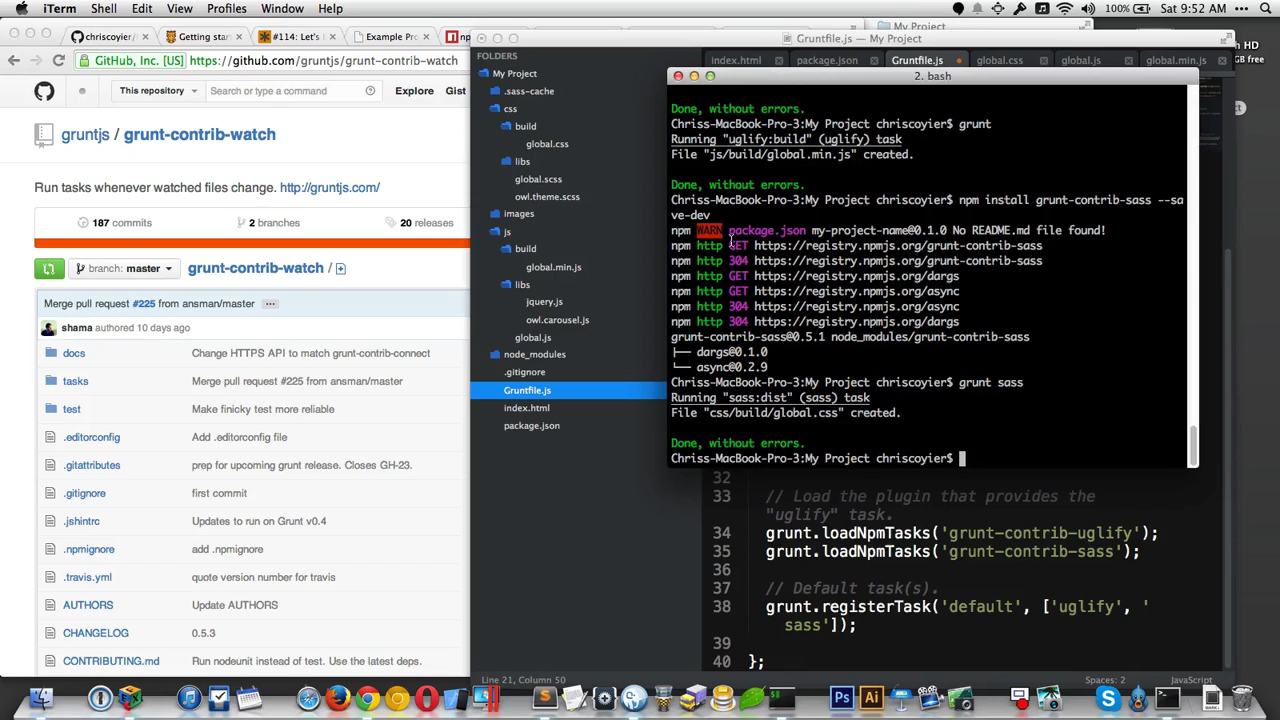 iTerm Shell Edit View Profiles Window Help
100% Sat 9:52 AM
chriscoyier/
Getting star
#114: Let's
Example Pro
np
GitHub, Inc. [US] https://github.com/gruntjs/grunt-contrib-watch
This repository
Search or type a command
Explore Gist
gruntjs / grunt-contrib-watch
Run tasks whenever watched files change. http://gruntjs.com/
187 commits
2 branches
20 releases
branch: master
grunt-contrib-watch /
Merge pull request #225 from ansman/master
shama authored 10 days ago
docs Change HTTPS API to match grunt-contrib-connect
tasks Merge pull request #225 from ansman/master
test Make finicky test more reliable
.editorconfig Add .editorconfig file
.gitattributes prep for upcoming grunt release. Closes GH-23.
.gitignore first commit
.jshintrc Updates to run on Grunt v0.4
.npmignore add .npmignore
.travis.yml quote version number for travis
AUTHORS Update AUTHORS
CHANGELOG 0.5.3
CONTRIBUTING.md Run nodeunit instead of test. Use the latest deps.
My Project
Gruntfile.js — My Project
h HD
GB free
FOLDERS
My Project
.sass-cache
css
build
global.css
libs
global.scss
owl.theme.scss
images
js
build
global.min.js
libs
jquery.js
owl.carousel.js
global.js
node_modules
.gitignore
Gruntfile.js
index.html
package.json
index.html
package.json
Gruntfile.js
global.css
global.js
global.min.js
2. bash
Done, without errors.
Chriss-MacBook-Pro-3:My Project chriscoyier$ grunt
Running "uglify:build" (uglify) task
File "js/build/global.min.js" created.
Done, without errors.
Chriss-MacBook-Pro-3:My Project chriscoyier$ npm install grunt-contrib-sass --sa
ve-dev
npm WARN package.json my-project-name@0.1.0 No README.md file found!
npm http GET https://registry.npmjs.org/grunt-contrib-sass
npm http 304 https://registry.npmjs.org/grunt-contrib-sass
npm http GET https://registry.npmjs.org/dargs
npm http GET https://registry.npmjs.org/async
npm http 304 https://registry.npmjs.org/async
npm http 304 https://registry.npmjs.org/dargs
grunt-contrib-sass@0.5.1 node_modules/grunt-contrib-sass
├── dargs@0.1.0
└── async@0.2.9
Chriss-MacBook-Pro-3:My Project chriscoyier$ grunt sass
Running "sass:dist" (sass) task
File "css/build/global.css" created.
Done, without errors.
Chriss-MacBook-Pro-3:My Project chriscoyier$
32
33 // Load the plugin that provides the
"uglify" task.
34 grunt.loadNpmTasks('grunt-contrib-uglify');
35 grunt.loadNpmTasks('grunt-contrib-sass');
36
37 // Default task(s).
38 grunt.registerTask('default', ['uglify', '
sass']);
39
40 };
Line 21, Column 50
Spaces: 2
JavaScript
Ps
Ai